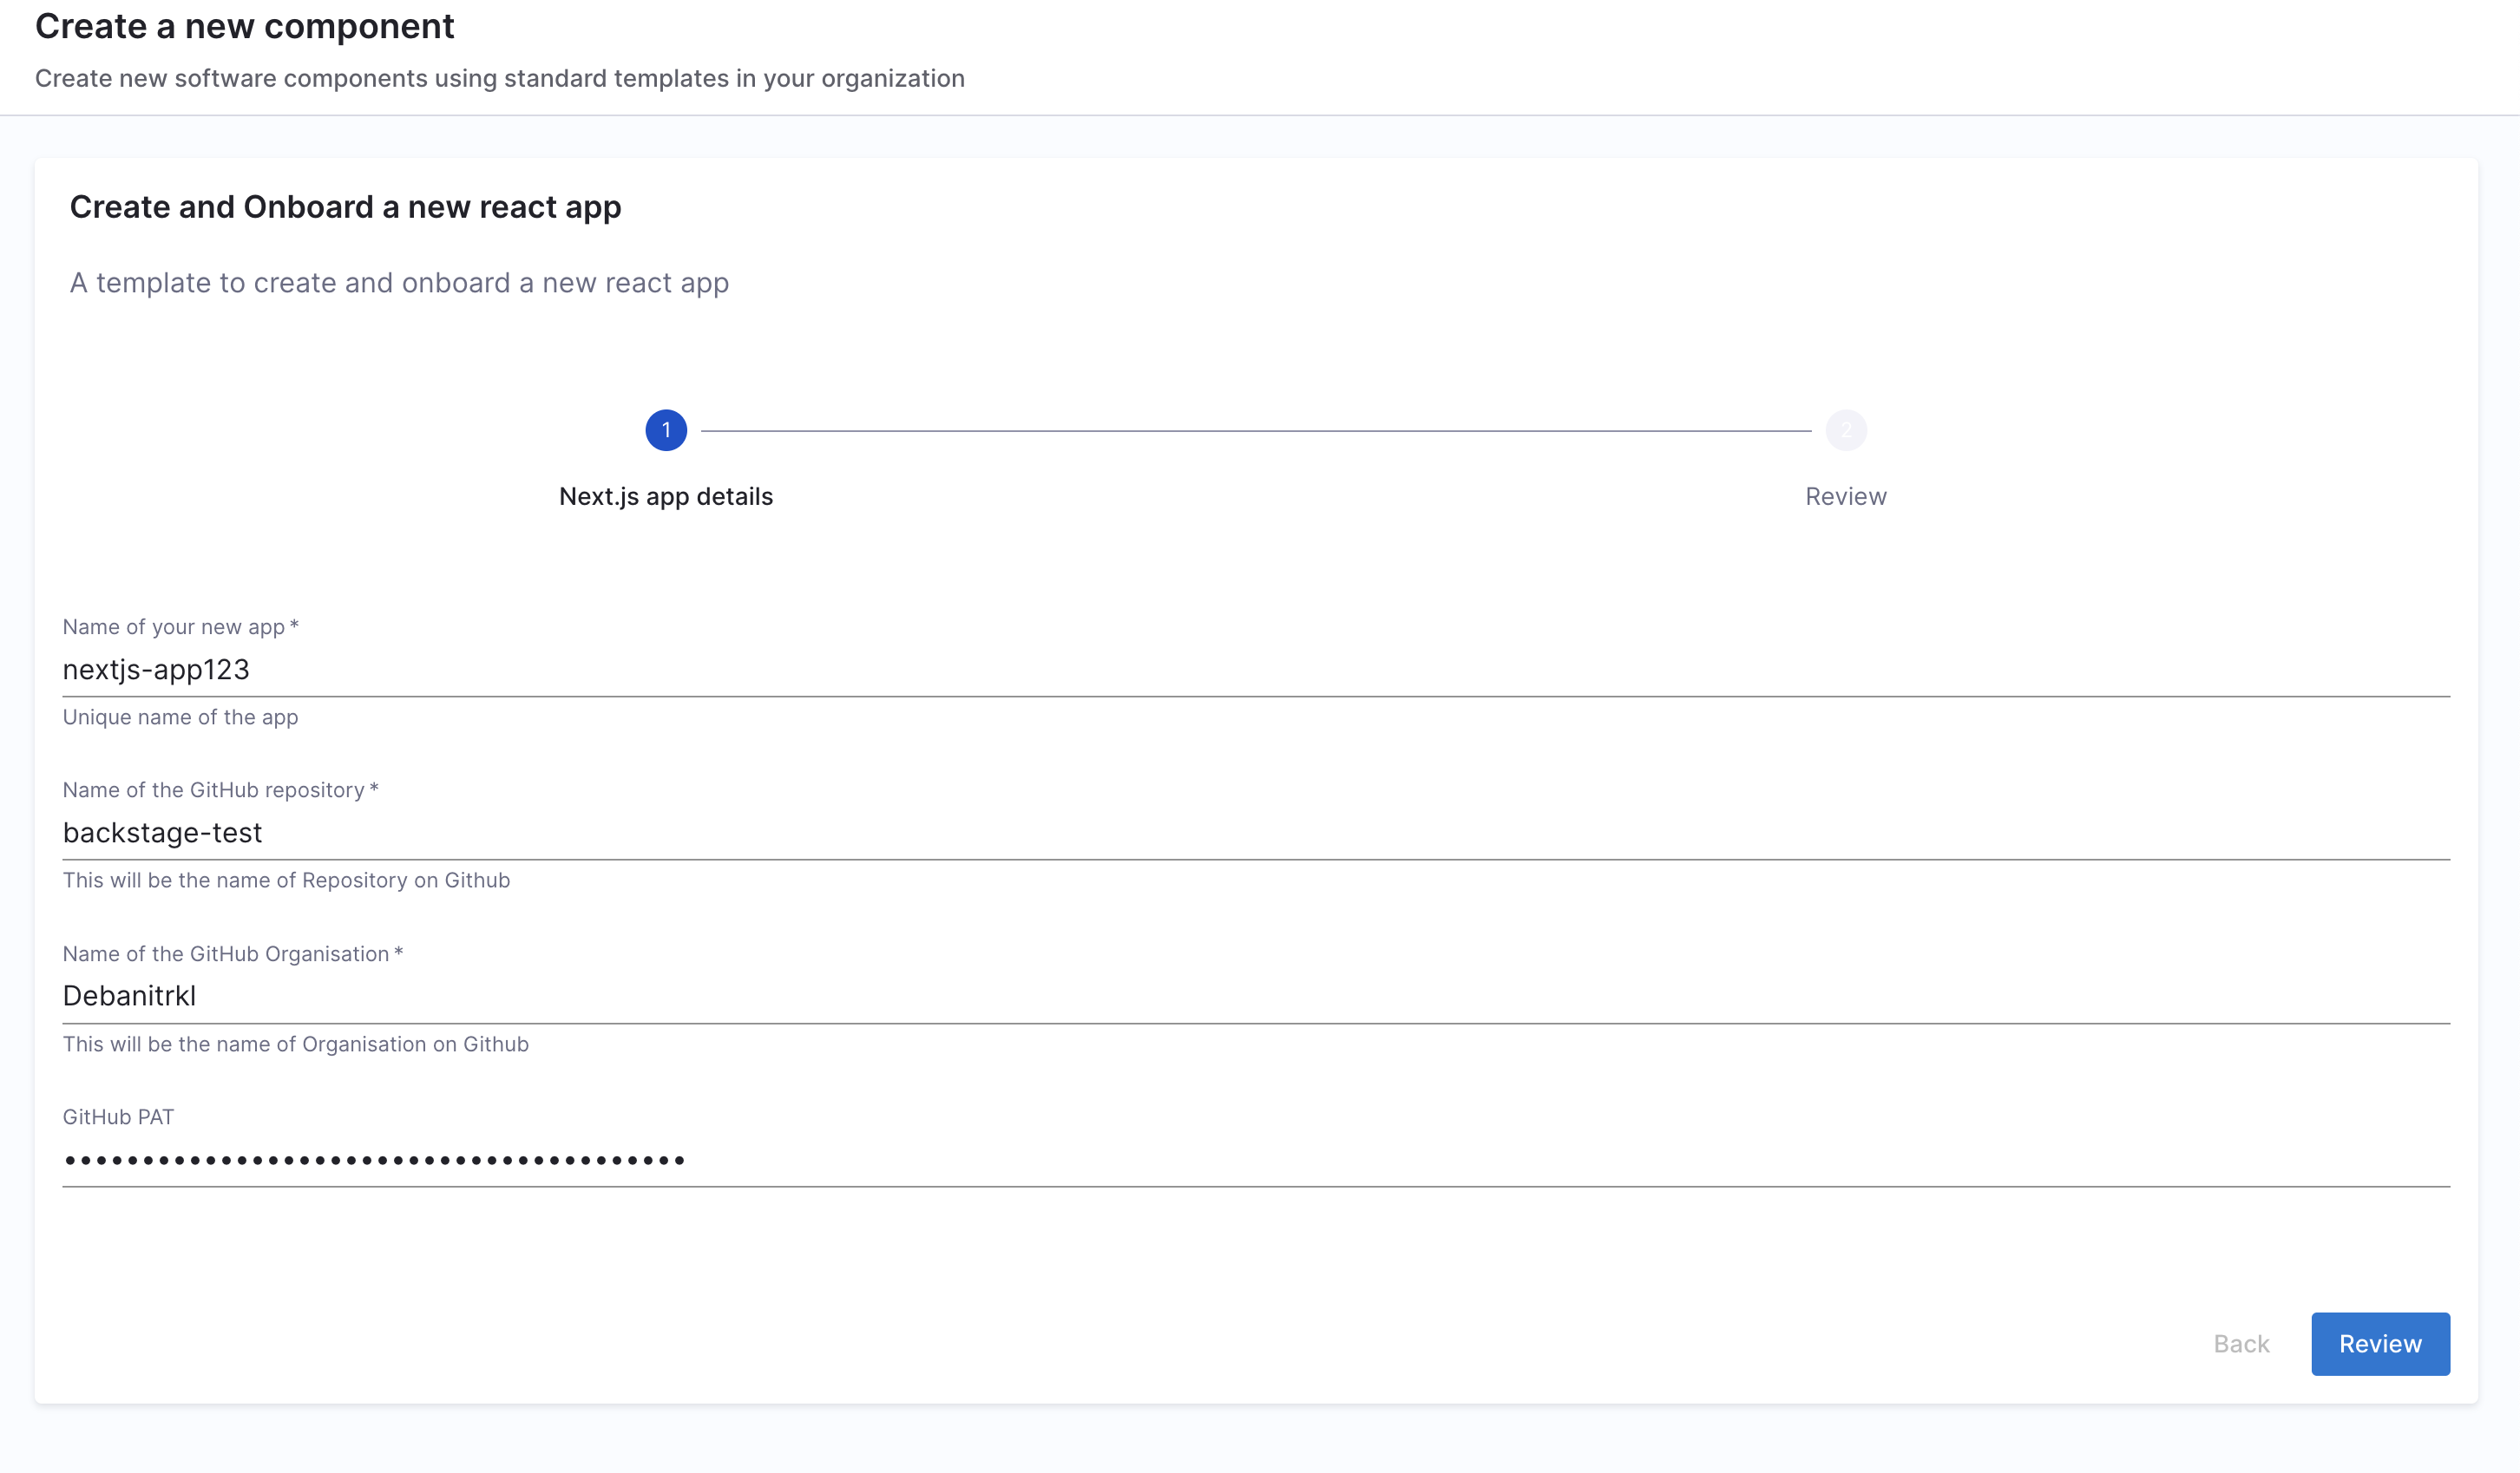 Create a new component
Create new software components using standard templates in your organization
Create and Onboard a new react app
A template to create and onboard a new react app
1
2
Next.js app details
Review
Name of your new app *
nextjs-app123
Unique name of the app
Name of the GitHub repository *
backstage-test
This will be the name of Repository on Github
Name of the GitHub Organisation *
Debanitrkl
This will be the name of Organisation on Github
GitHub PAT
••••••••••••••••••••••••••••••••••••••••
Back
Review